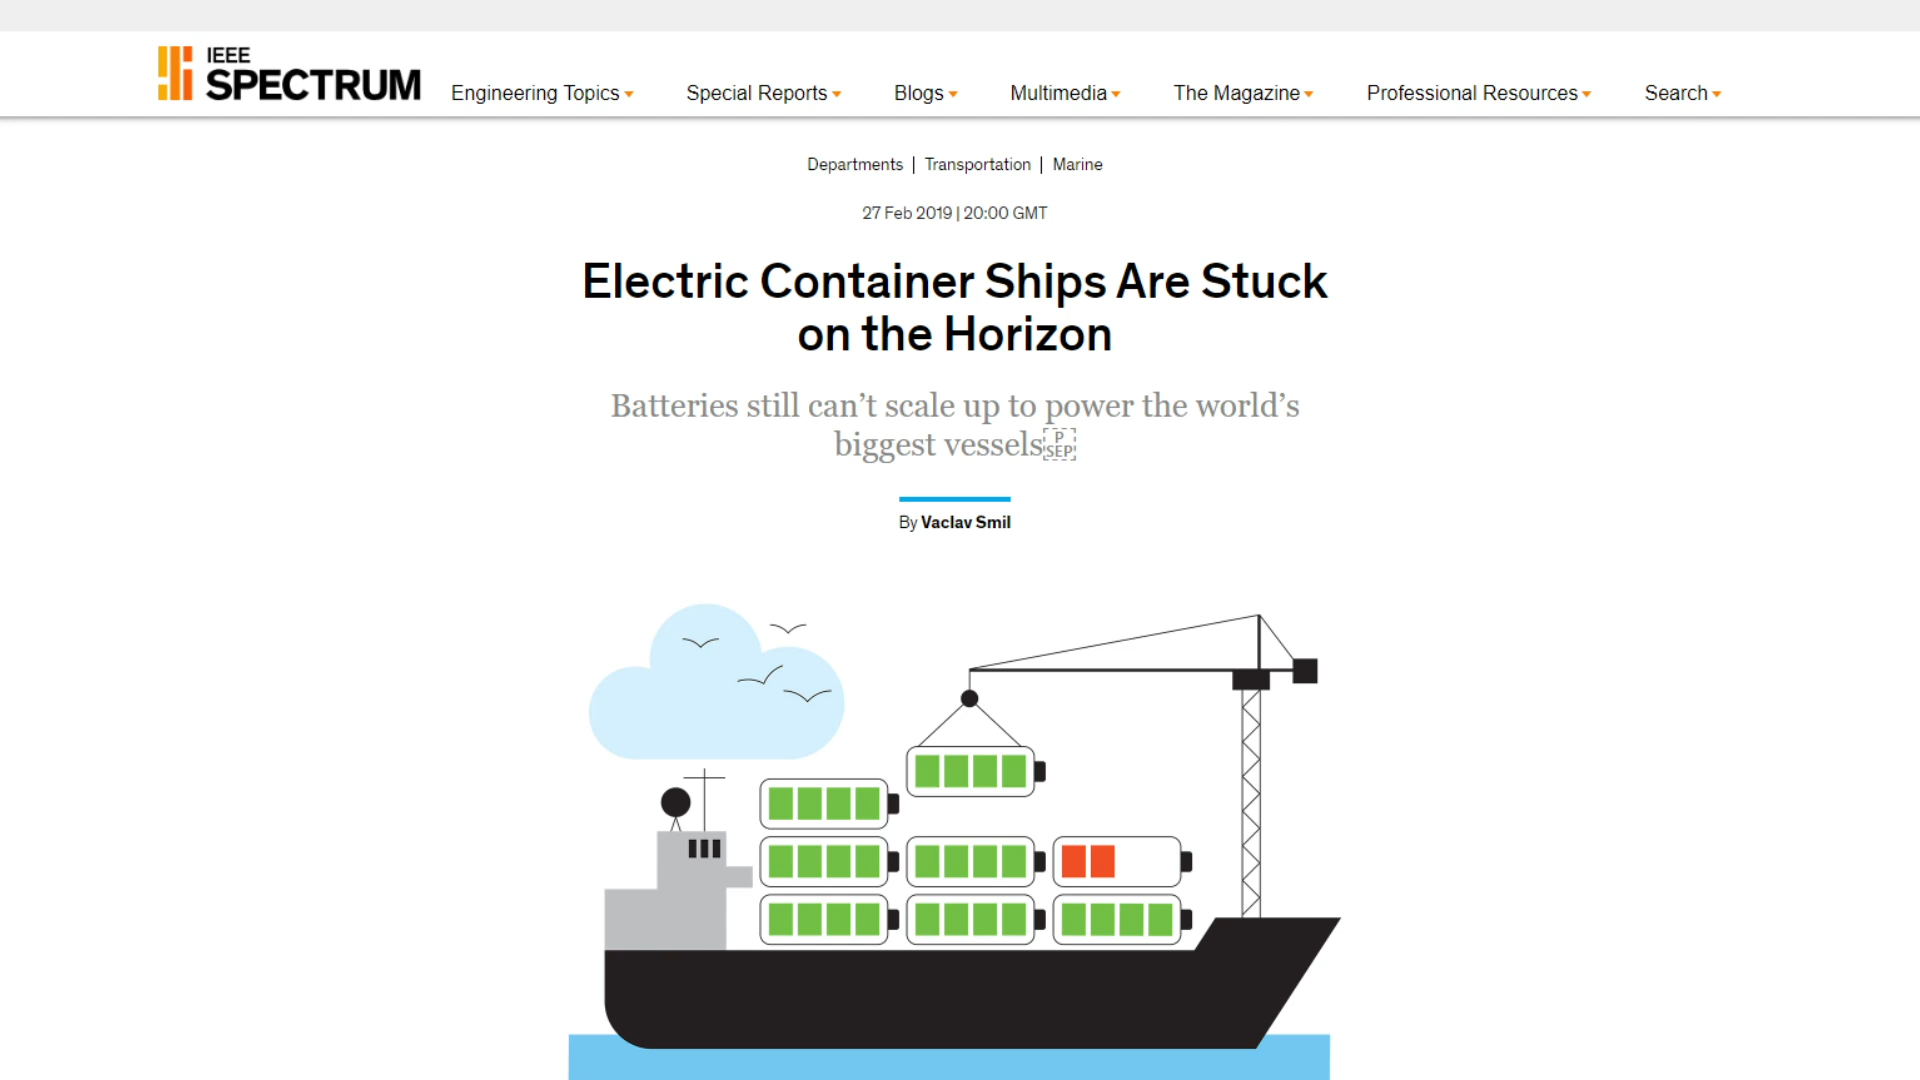 IEEE
SPECTRUM
Engineering Topics
Special Reports
Blogs
Multimedia
The Magazine
Professional Resources
Search
Departments | Transportation | Marine
27 Feb 2019 | 20:00 GMT
Electric Container Ships Are Stuck
on the Horizon
Batteries still can’t scale up to power the world’s
biggest vessels
P
SEP
By Vaclav Smil